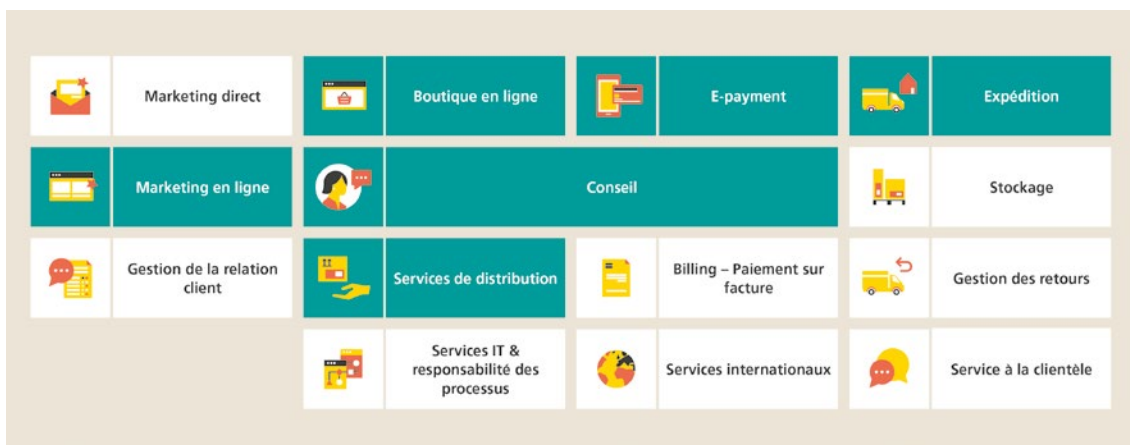 Marketing direct
Boutique en ligne
E-payment
Expédition
Marketing en ligne
Conseil
Stockage
Gestion de la relation
client
Services de distribution
Billing – Paiement sur
facture
Gestion des retours
Services IT &
responsabilité des
processus
Services internationaux
Service à la clientèle